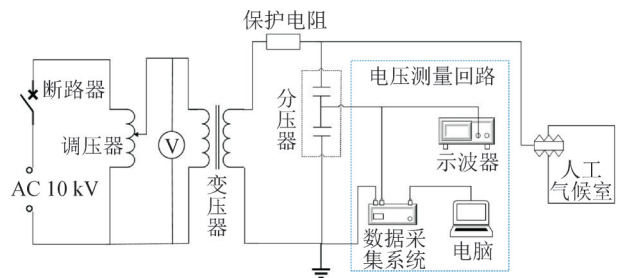 保护电阻
断路器
调压器
V
AC 10 kV
变压器
分压器
电压测量回路
示波器
数据采
集系统
电脑
人工
气候室